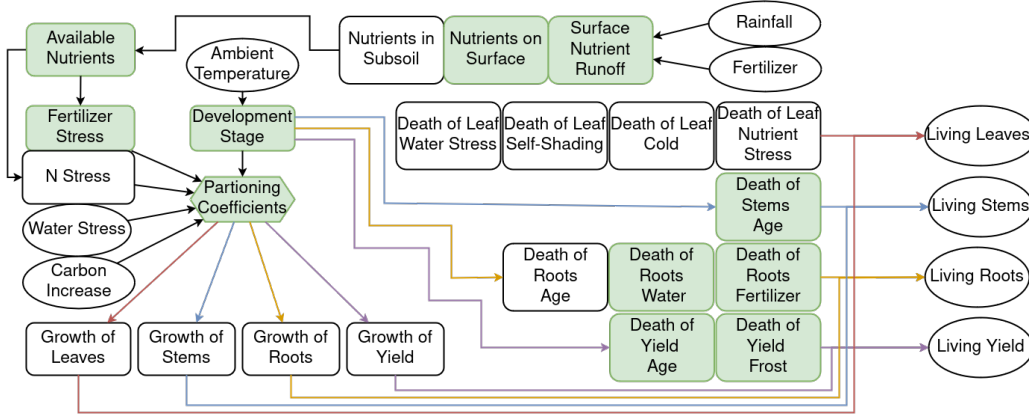 Available
Nutrients
Ambient
Temperature
Nutrients in
Subsoil
Nutrients on
Surface
Surface
Nutrient
Runoff
Rainfall
Fertilizer
Fertilizer
Stress
Development
Stage
Death of Leaf
Water Stress
Death of Leaf
Self-Shading
Death of Leaf
Cold
Death of Leaf
Nutrient
Stress
Living Leaves
N Stress
Partioning
Coefficients
Death of
Stems
Age
Living Stems
Water Stress
Carbon
Increase
Death of
Roots
Age
Death of
Roots
Water
Death of
Roots
Fertilizer
Living Roots
Growth of
Leaves
Growth of
Stems
Growth of
Roots
Growth of
Yield
Death of
Yield
Age
Death of
Yield
Frost
Living Yield